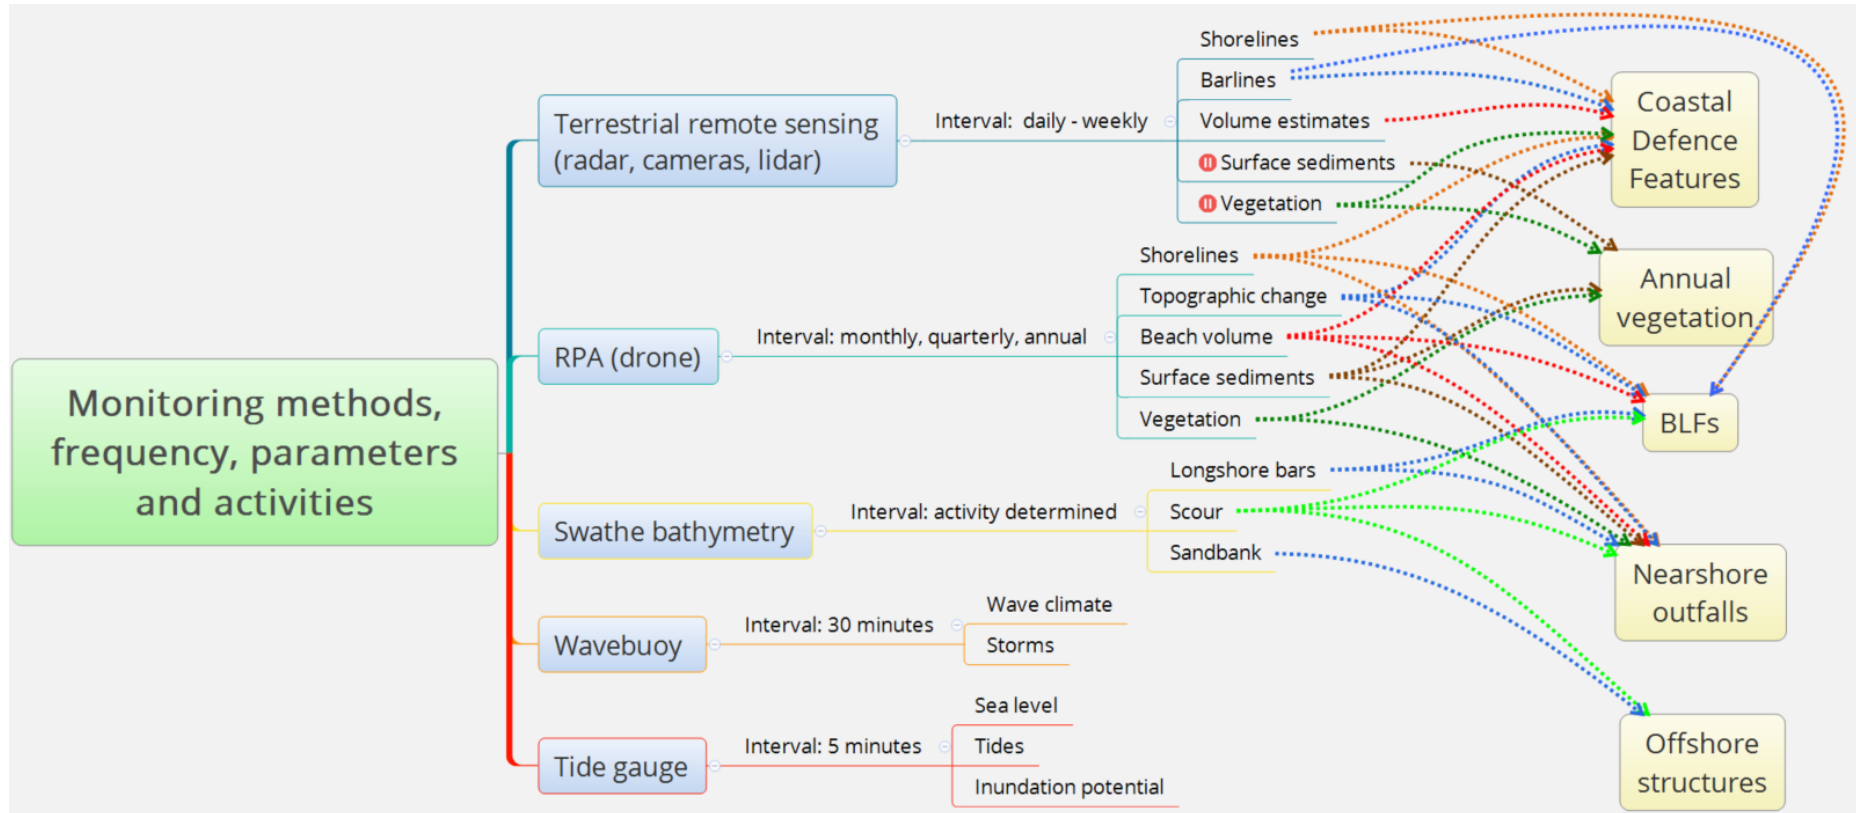 Monitoring methods,
frequency, parameters
and activities
Terrestrial remote sensing
(radar, cameras, lidar)
Interval:  daily - weekly
Shorelines
Barlines
Volume estimates
Surface sediments
Vegetation
RPA (drone)
Interval: monthly, quarterly, annual
Shorelines
Topographic change
Beach volume
Surface sediments
Vegetation
Swathe bathymetry
Interval: activity determined
Longshore bars
Scour
Sandbank
Wavebuoy
Interval: 30 minutes
Wave climate
Storms
Tide gauge
Interval: 5 minutes
Sea level
Tides
Inundation potential
Coastal
Defence
Features
Annual
vegetation
BLFs
Nearshore
outfalls
Offshore
structures